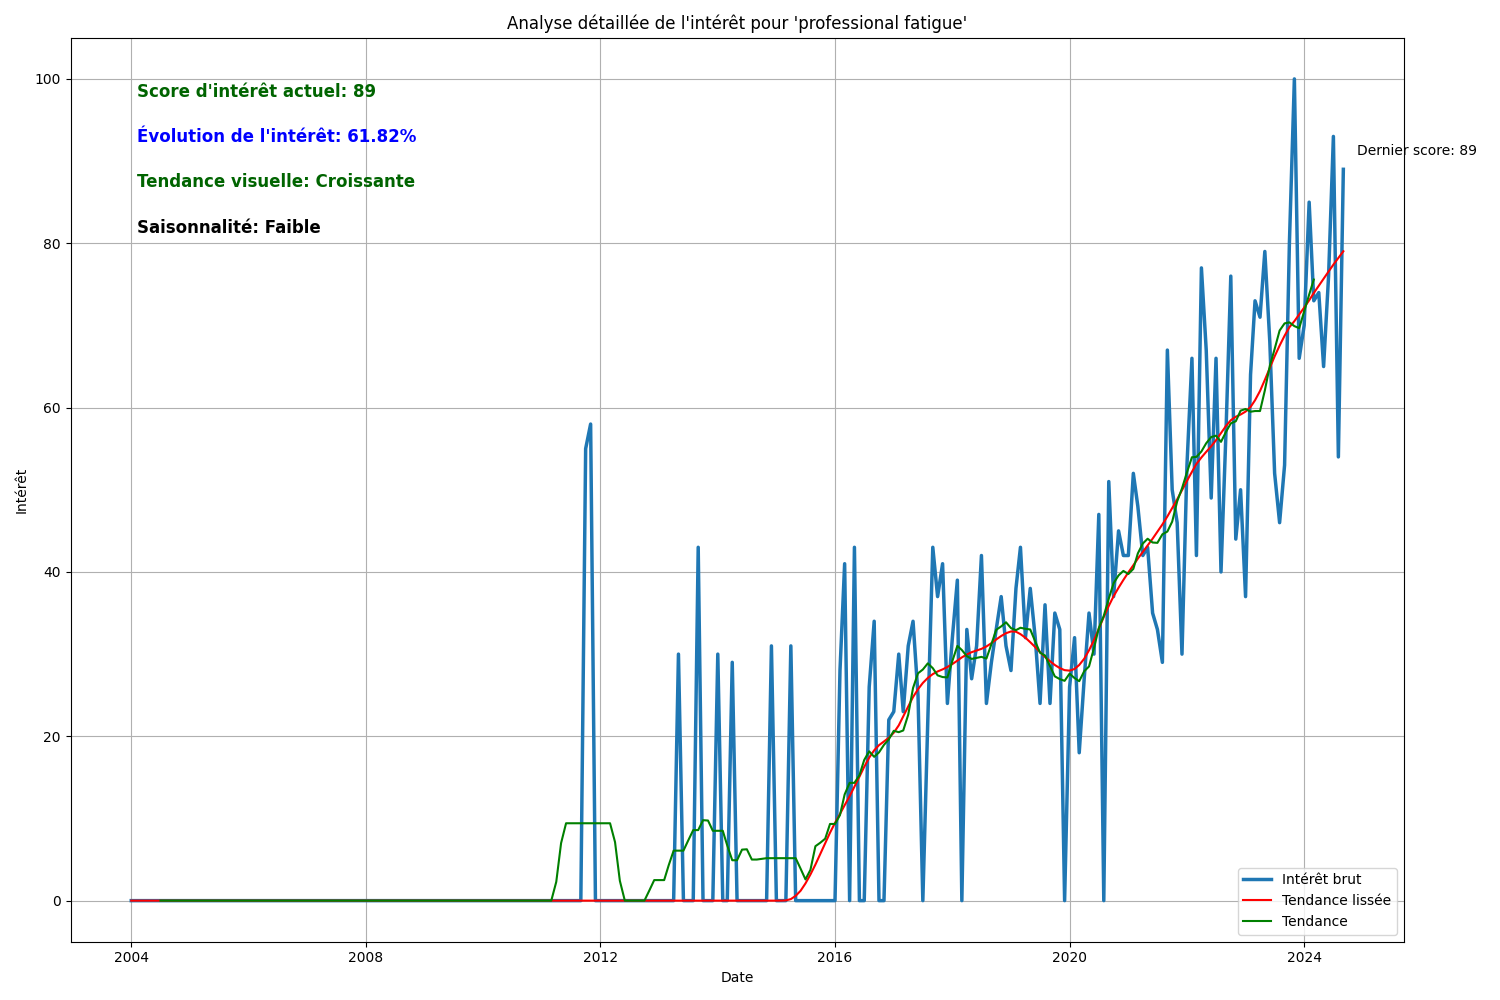 Analyse détaillée de l'intérêt pour 'professional fatigue'
Score d'intérêt actuel: 89
Évolution de l'intérêt: 61.82%
Tendance visuelle: Croissante
Saisonnalité: Faible
Dernier score: 89
100
80
60
40
20
0
Intérêt
2004
2008
2012
2016
2020
2024
Date
Intérêt brut
Tendance lissée
Tendance